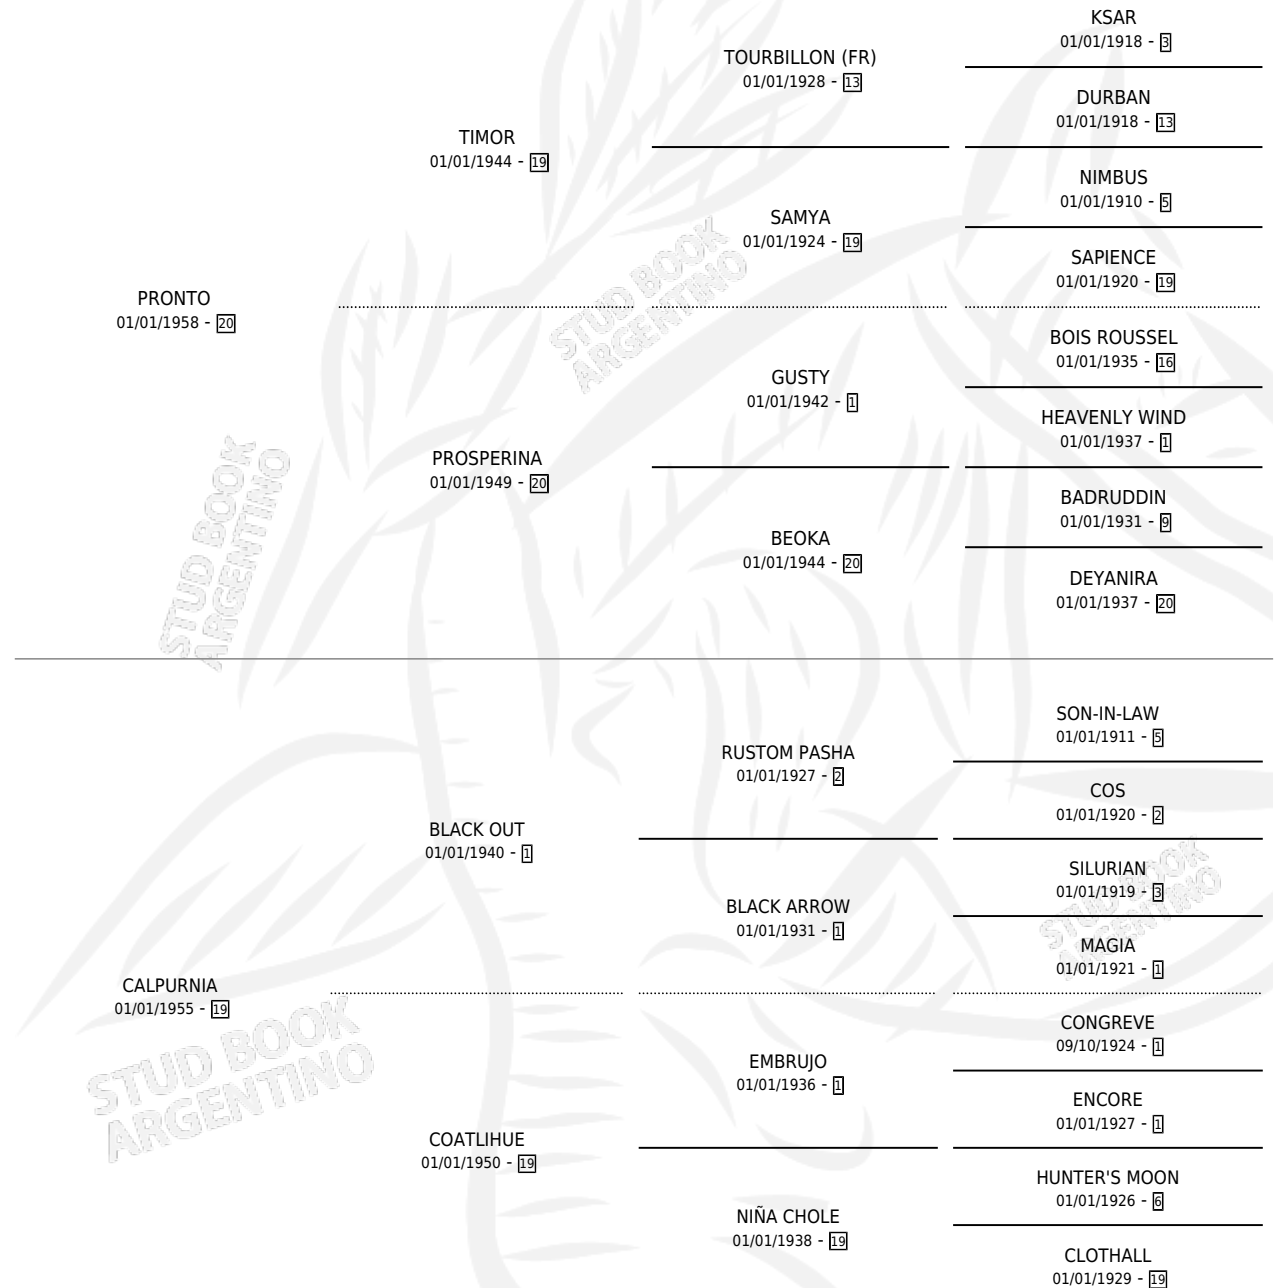 KSAR
01/01/1918 - 3
TOURBILLON (FR)
01/01/1928 - 13
DURBAN
01/01/1918 - 13
TIMOR
01/01/1944 - 19
NIMBUS
01/01/1910 - 5
SAMYA
01/01/1924 - 19
SAPIENCE
01/01/1920 - 19
PRONTO
01/01/1958 - 20
BOIS ROUSSEL
01/01/1935 - 16
GUSTY
01/01/1942 - 1
HEAVENLY WIND
01/01/1937 - 1
PROSPERINA
01/01/1949 - 20
BADRUDDIN
01/01/1931 - 9
BEOKA
01/01/1944 - 20
DEYANIRA
01/01/1937 - 20
STUD BOOK
ARGENTINO
STUD BOOK
ARGENTINO
SON-IN-LAW
01/01/1911 - 5
RUSTOM PASHA
01/01/1927 - 2
COS
01/01/1920 - 2
BLACK OUT
01/01/1940 - 1
SILURIAN
01/01/1919 - 3
BLACK ARROW
01/01/1931 - 1
MAGIA
01/01/1921 - 1
CALPURNIA
01/01/1955 - 19
CONGREVE
09/10/1924 - 1
EMBRUJO
01/01/1936 - 1
ENCORE
01/01/1927 - 1
COATLIHUE
01/01/1950 - 19
HUNTER'S MOON
01/01/1926 - 6
NIÑA CHOLE
01/01/1938 - 19
CLOTHALL
01/01/1929 - 19
STUD BOOK
ARGENTINO
STUD BOOK
ARGENTINO